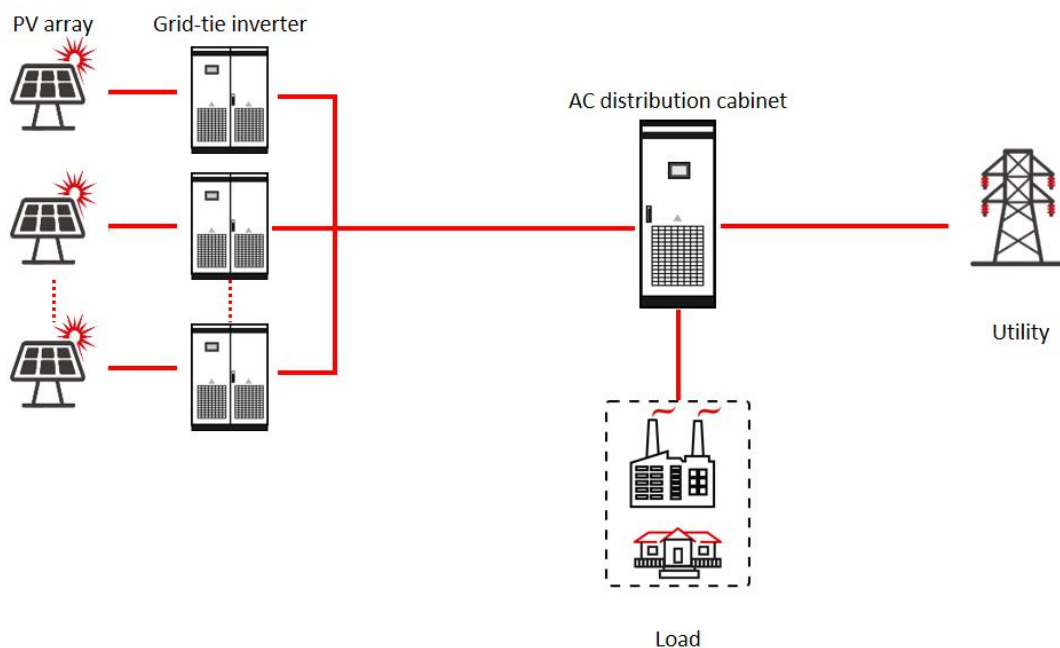 PV array
Grid-tie inverter
AC distribution cabinet
Utility
Load